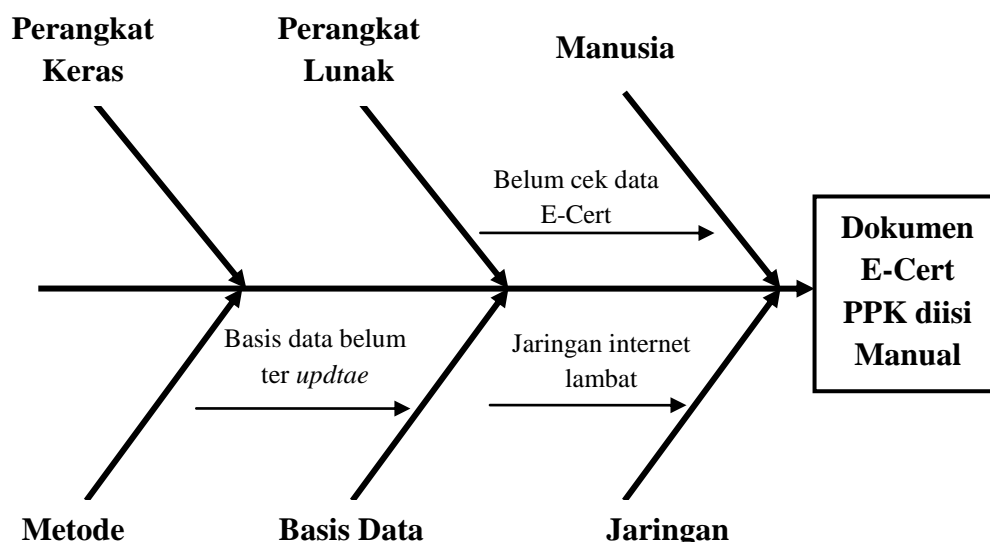 Perangkat
Keras
Perangkat
Lunak
Manusia
Belum cek data
E-Cert
Dokumen
E-Cert
PPK diisi
Manual
Basis data belum
ter updtae
Jaringan internet
lambat
Metode
Basis Data
Jaringan